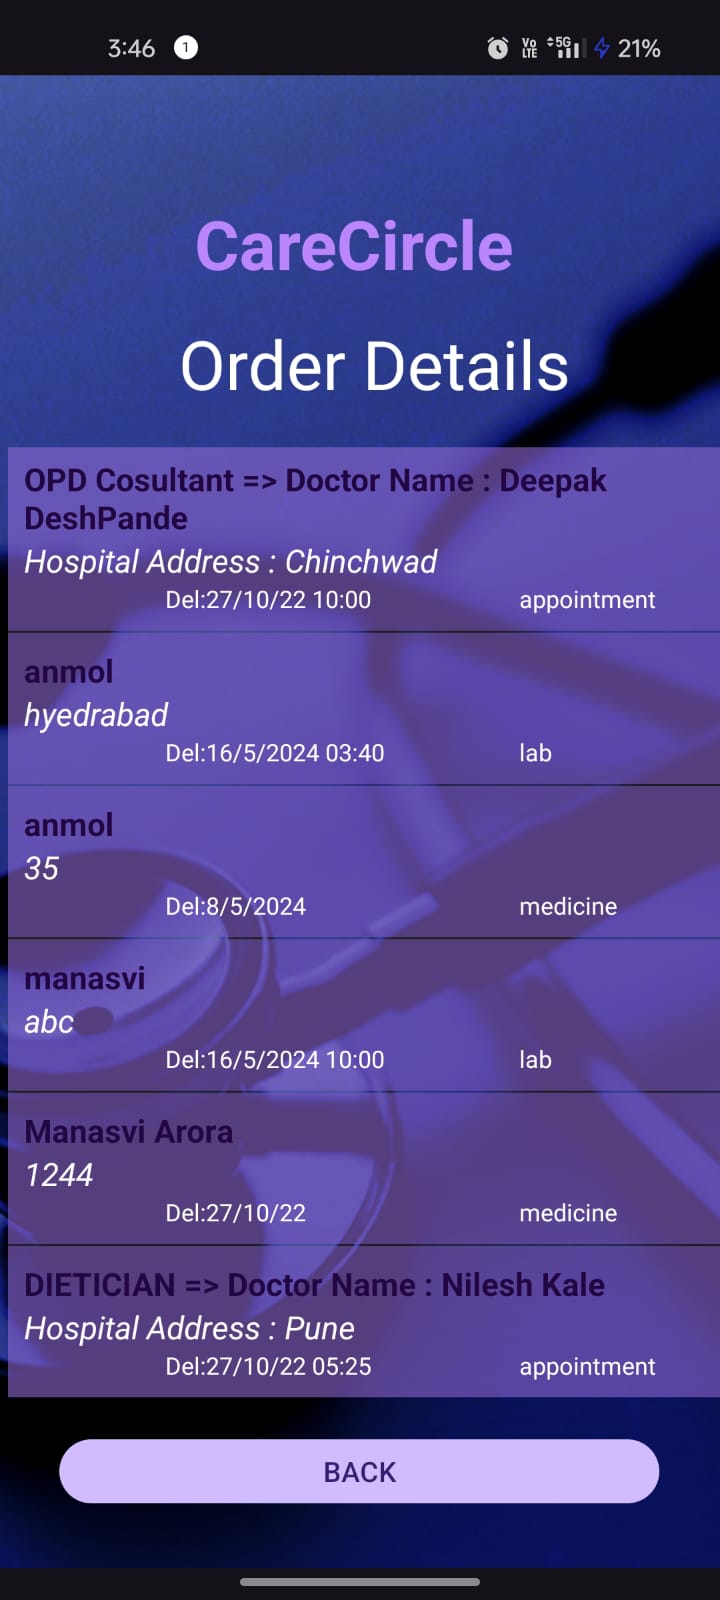 3:46 1 Vo LTE 5G 21%
CareCircle
Order Details
OPD Cosultant => Doctor Name : Deepak
DeshPande
Hospital Address : Chinchwad
Del:27/10/22 10:00 appointment
anmol
hyedrabad
Del:16/5/2024 03:40 lab
anmol
35
Del:8/5/2024 medicine
manasvi
abc
Del:16/5/2024 10:00 lab
Manasvi Arora
1244
Del:27/10/22 medicine
DIETICIAN => Doctor Name : Nilesh Kale
Hospital Address : Pune
Del:27/10/22 05:25 appointment
BACK